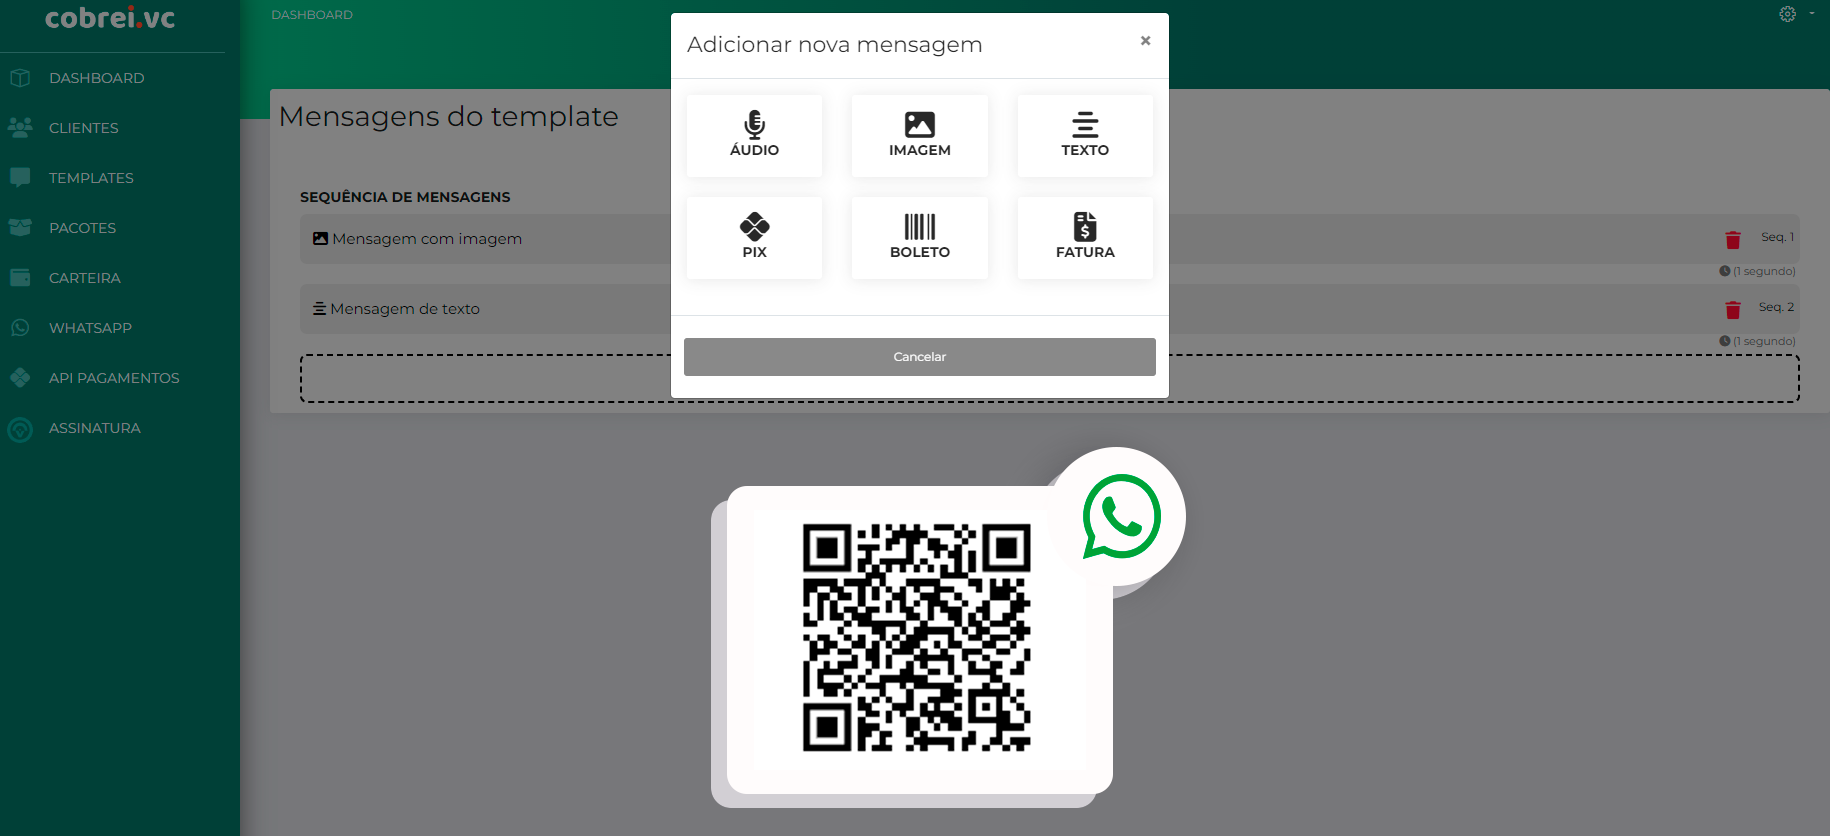 cobrei.vc
DASHBOARD
CLIENTES
TEMPLATES
PACOTES
CARTEIRA
WHATSAPP
API PAGAMENTOS
ASSINATURA
DASHBOARD
Mensagens do template
SEQUÊNCIA DE MENSAGENS
Mensagem com imagem
Seq. 1
(1 segundo)
Mensagem de texto
Seq. 2
(1 segundo)
Adicionar nova mensagem
×
ÁUDIO
IMAGEM
TEXTO
PIX
BOLETO
FATURA
Cancelar